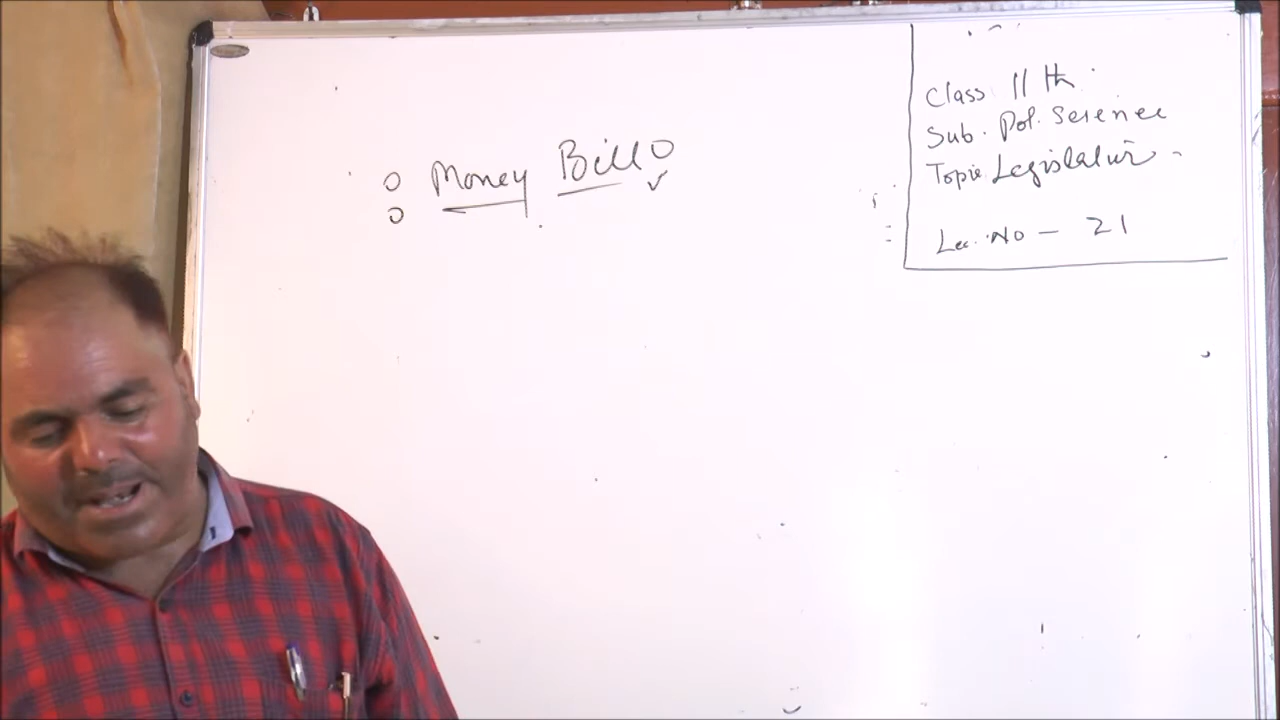 Money Bill
Class 11th
Sub. Pol. Science
Topic Legislature
Lec. No - 21